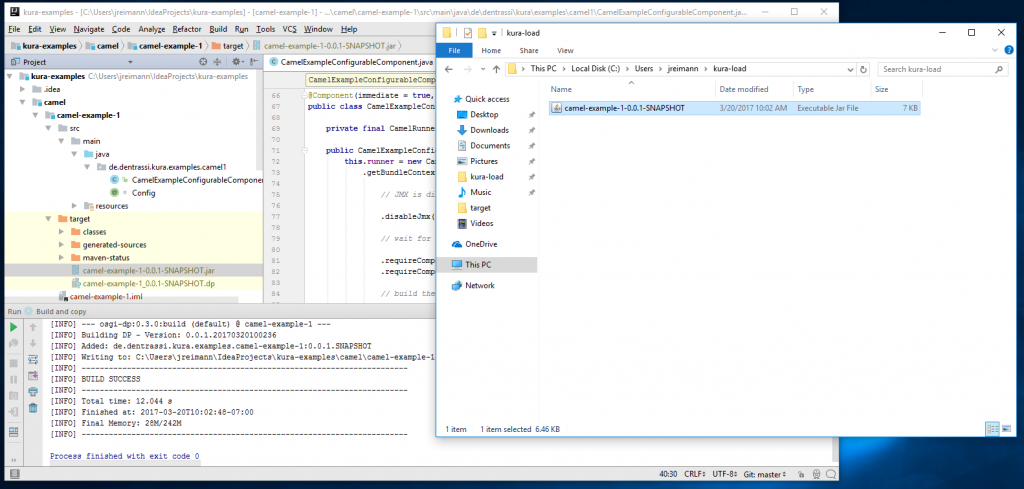 kura-examples - [C:\Users\jreimann\IdeaProjects\kura-examples] - [camel-example-1] - ...\camel\camel-example-1\src\main\java\de\dentrassi\kura\examples\camel1\CamelExampleConfigurableComponent.ja...
File Edit View Navigate Code Analyze Refactor Build Run Tools VCS Window Help
kura-examples camel camel-example-1 target camel-example-1-0.0.1-SNAPSHOT.jar
Project
kura-examples C:\Users\jreimann\IdeaProjects\kura-examples
.idea
camel
camel-example-1
src
main
java
de.dentrassi.kura.examples.camel1
CamelExampleConfigurableComponen
Config
resources
target
classes
generated-sources
maven-status
camel-example-1-0.0.1-SNAPSHOT.jar
camel-example-1_0.0.1-SNAPSHOT.dp
camel-example-1.iml
CamelExampleConfigurableComponent.java
CamelExampleConfigurableCompone
66 @Component(immediate = true,
67 public class CamelExampleCon
68
69 private final CamelRunne
70
71 public CamelExampleConfi
72 this.runner = new Ca
73 .getBundleContex
74
75 // JMX is di
76
77 .disableJmx(
78
79 // wait for
80
81 .requireComp
82 .requireComp
83
84 // build the
Run Build and copy
[INFO] --- osgi-dp:0.3.0:build (default) @ camel-example-1 ---
[INFO] Building DP - Version: 0.0.1.20170320100236
[INFO] Added: de.dentrassi.kura.examples.camel-example-1:0.0.1.SNAPSHOT
[INFO] Writing to: C:\Users\jreimann\IdeaProjects\kura-examples\camel\camel-example-1
[INFO] ------------------------------------------------------------------------
[INFO] BUILD SUCCESS
[INFO] ------------------------------------------------------------------------
[INFO] Total time: 12.044 s
[INFO] Finished at: 2017-03-20T10:02:48-07:00
[INFO] Final Memory: 28M/242M
[INFO] ------------------------------------------------------------------------
Process finished with exit code 0
40:30 CRLF UTF-8 Git: master
kura-load
File Home Share View
This PC Local Disk (C:) Users jreimann kura-load
Search kura-load
Name Date modified Type Size
camel-example-1-0.0.1-SNAPSHOT 3/20/2017 10:02 AM Executable Jar File 7 KB
Quick access
Desktop
Downloads
Documents
Pictures
kura-load
Music
target
Videos
OneDrive
This PC
Network
1 item 1 item selected 6.46 KB